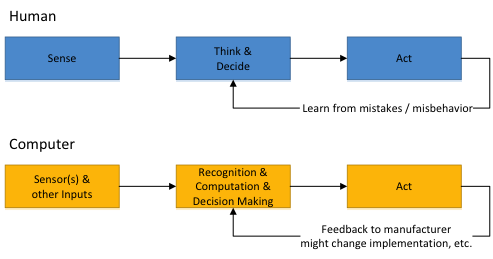 Human
Sense
Think &
Decide
Act
Learn from mistakes / misbehavior
Computer
Sensor(s) &
other Inputs
Recognition &
Computation &
Decision Making
Act
Feedback to manufacturer
might change implementation, etc.